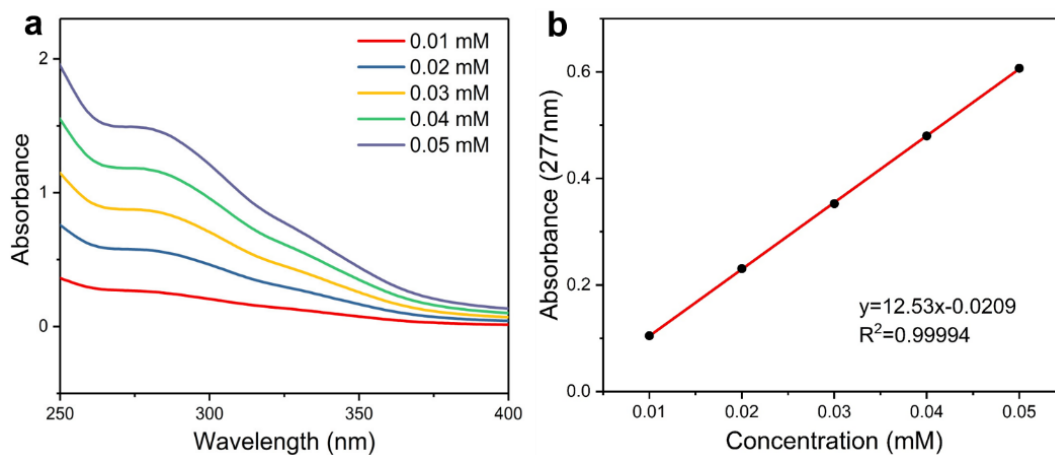 a
2
1
0
Absorbance
0.01 mM
0.02 mM
0.03 mM
0.04 mM
0.05 mM
250
300
350
400
Wavelength (nm)
b
0.6
0.4
0.2
0.0
Absorbance (277nm)
y=12.53x-0.0209
R²=0.99994
0.01
0.02
0.03
0.04
0.05
Concentration (mM)